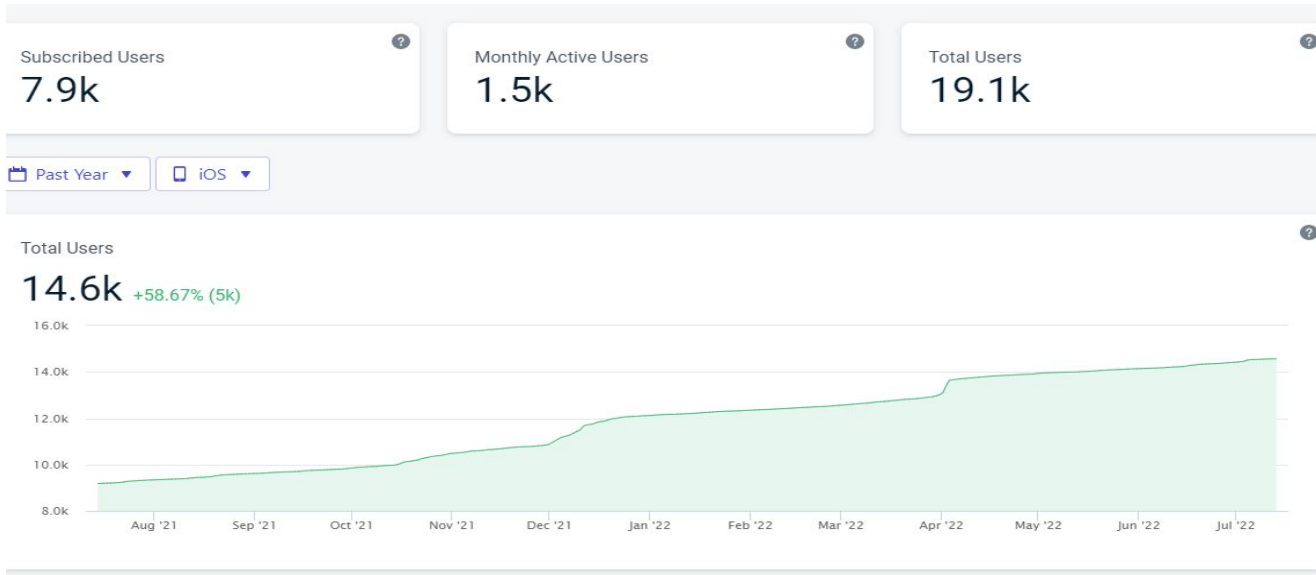 Subscribed Users
7.9k
Monthly Active Users
1.5k
Total Users
19.1k
Past Year
iOS
Total Users
14.6k +58.67% (5k)
16.0k
14.0k
12.0k
10.0k
8.0k
Aug '21 Sep '21 Oct '21 Nov '21 Dec '21 Jan '22 Feb '22 Mar '22 Apr '22 May '22 Jun '22 Jul '22